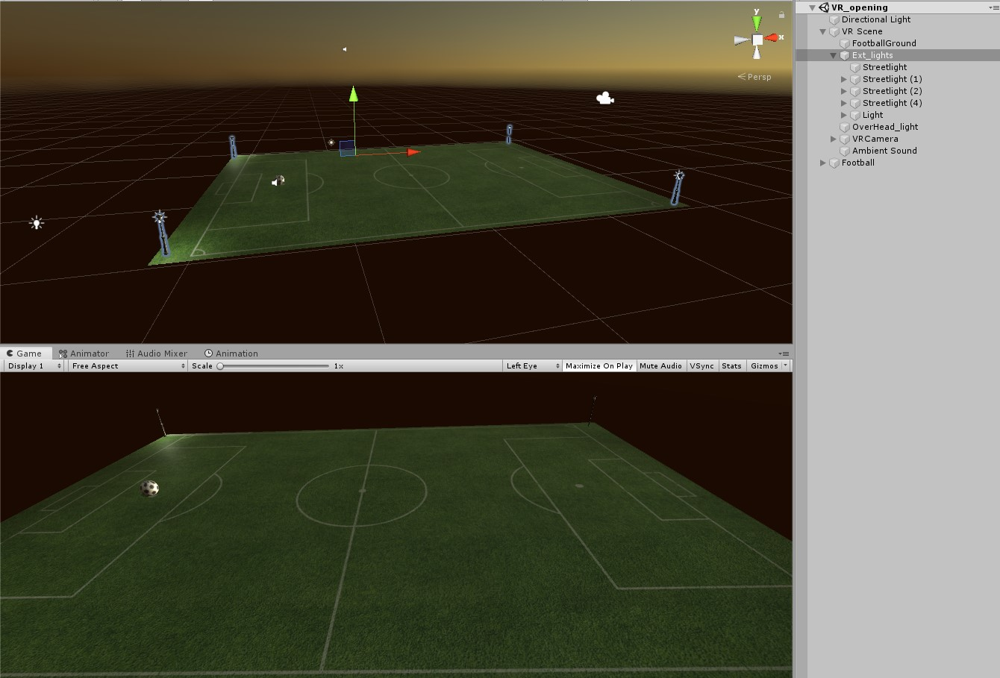 y
x
Persp
VR_opening
Directional Light
VR Scene
FootballGround
Ext_lights
Streetlight
Streetlight (1)
Streetlight (2)
Streetlight (4)
Light
OverHead_light
VRCamera
Ambient Sound
Football
Game Animator Audio Mixer Animation
Display 1 Free Aspect Scale 1x Left Eye Maximize On Play Mute Audio VSync Stats Gizmos